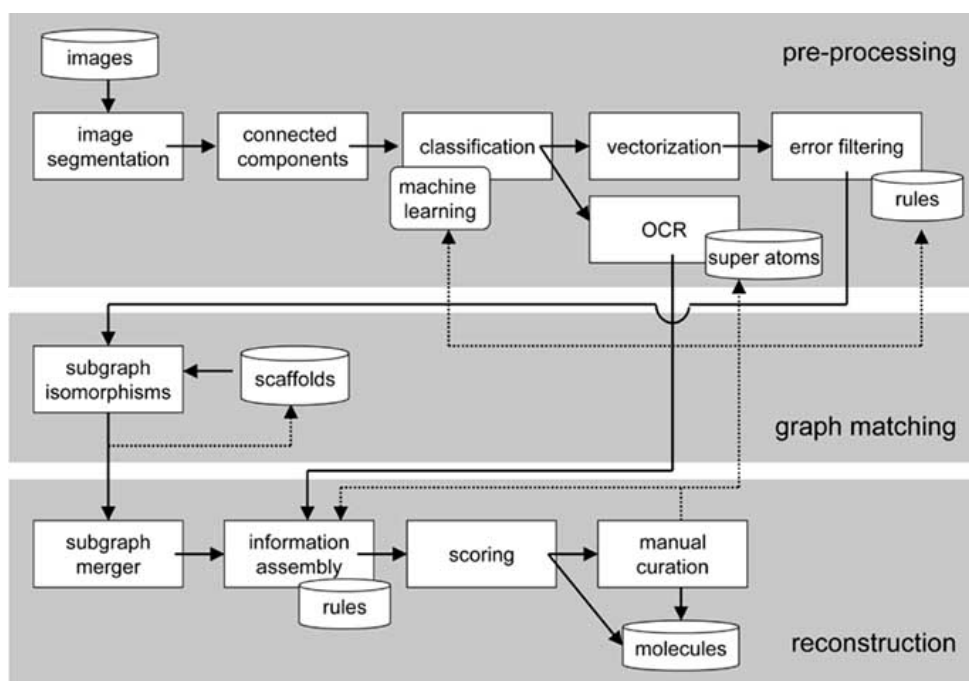 images
pre-processing
image
segmentation
connected
components
classification
vectorization
error filtering
machine
learning
rules
OCR
super atoms
subgraph
isomorphisms
scaffolds
graph matching
subgraph
merger
information
assembly
scoring
manual
curation
rules
molecules
reconstruction